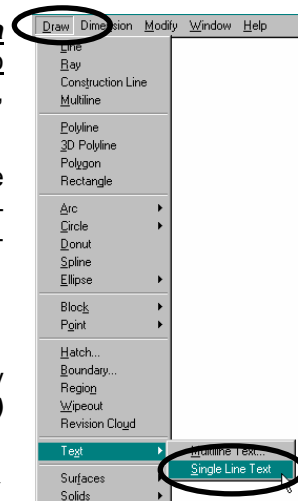 Draw Dimension Modify Window Help
Line
Ray
Construction Line
Multiline
Polyline
3D Polyline
Polygon
Rectangle
Arc
Circle
Donut
Spline
Ellipse
Block
Point
Hatch...
Boundary...
Region
Wipeout
Revision Cloud
Text
Multiline Text...
Single Line Text
Surfaces
Solids